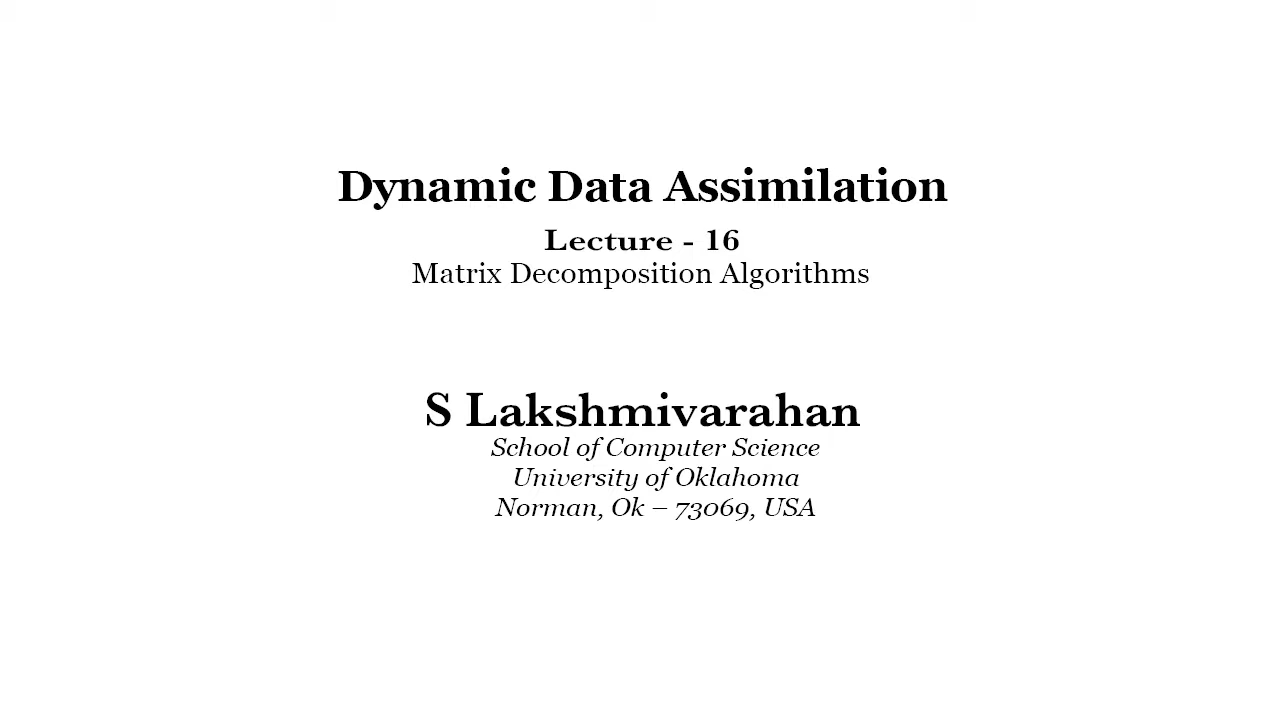 Dynamic Data Assimilation
Lecture - 16
Matrix Decomposition Algorithms
S Lakshmivarahan
School of Computer Science
University of Oklahoma
Norman, Ok – 73069, USA